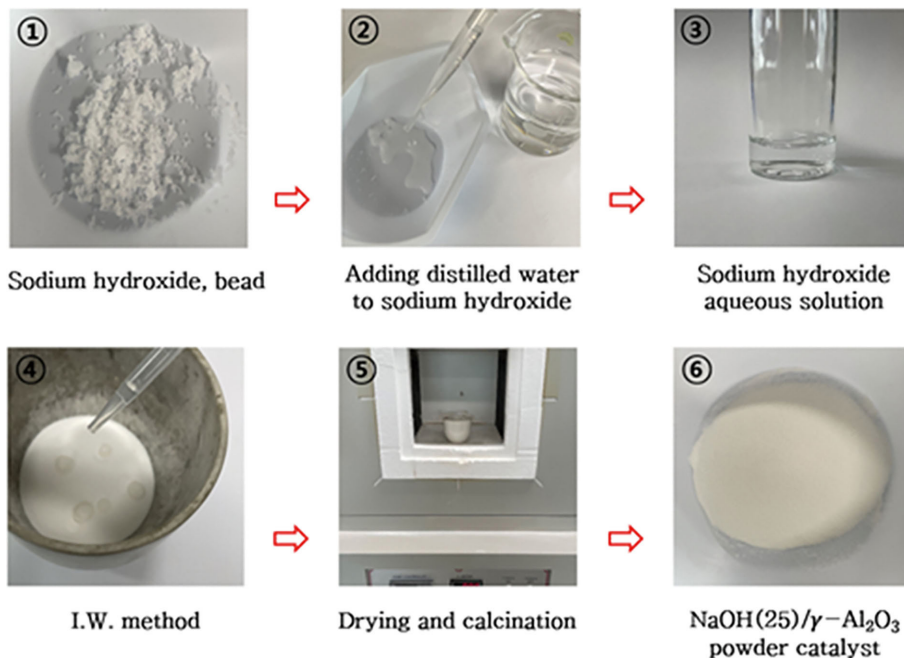 ①
Sodium hydroxide, bead
②
Adding distilled water
to sodium hydroxide
③
Sodium hydroxide
aqueous solution
④
I.W. method
⑤
Drying and calcination
⑥
NaOH(25)/γ-Al₂O₃
powder catalyst